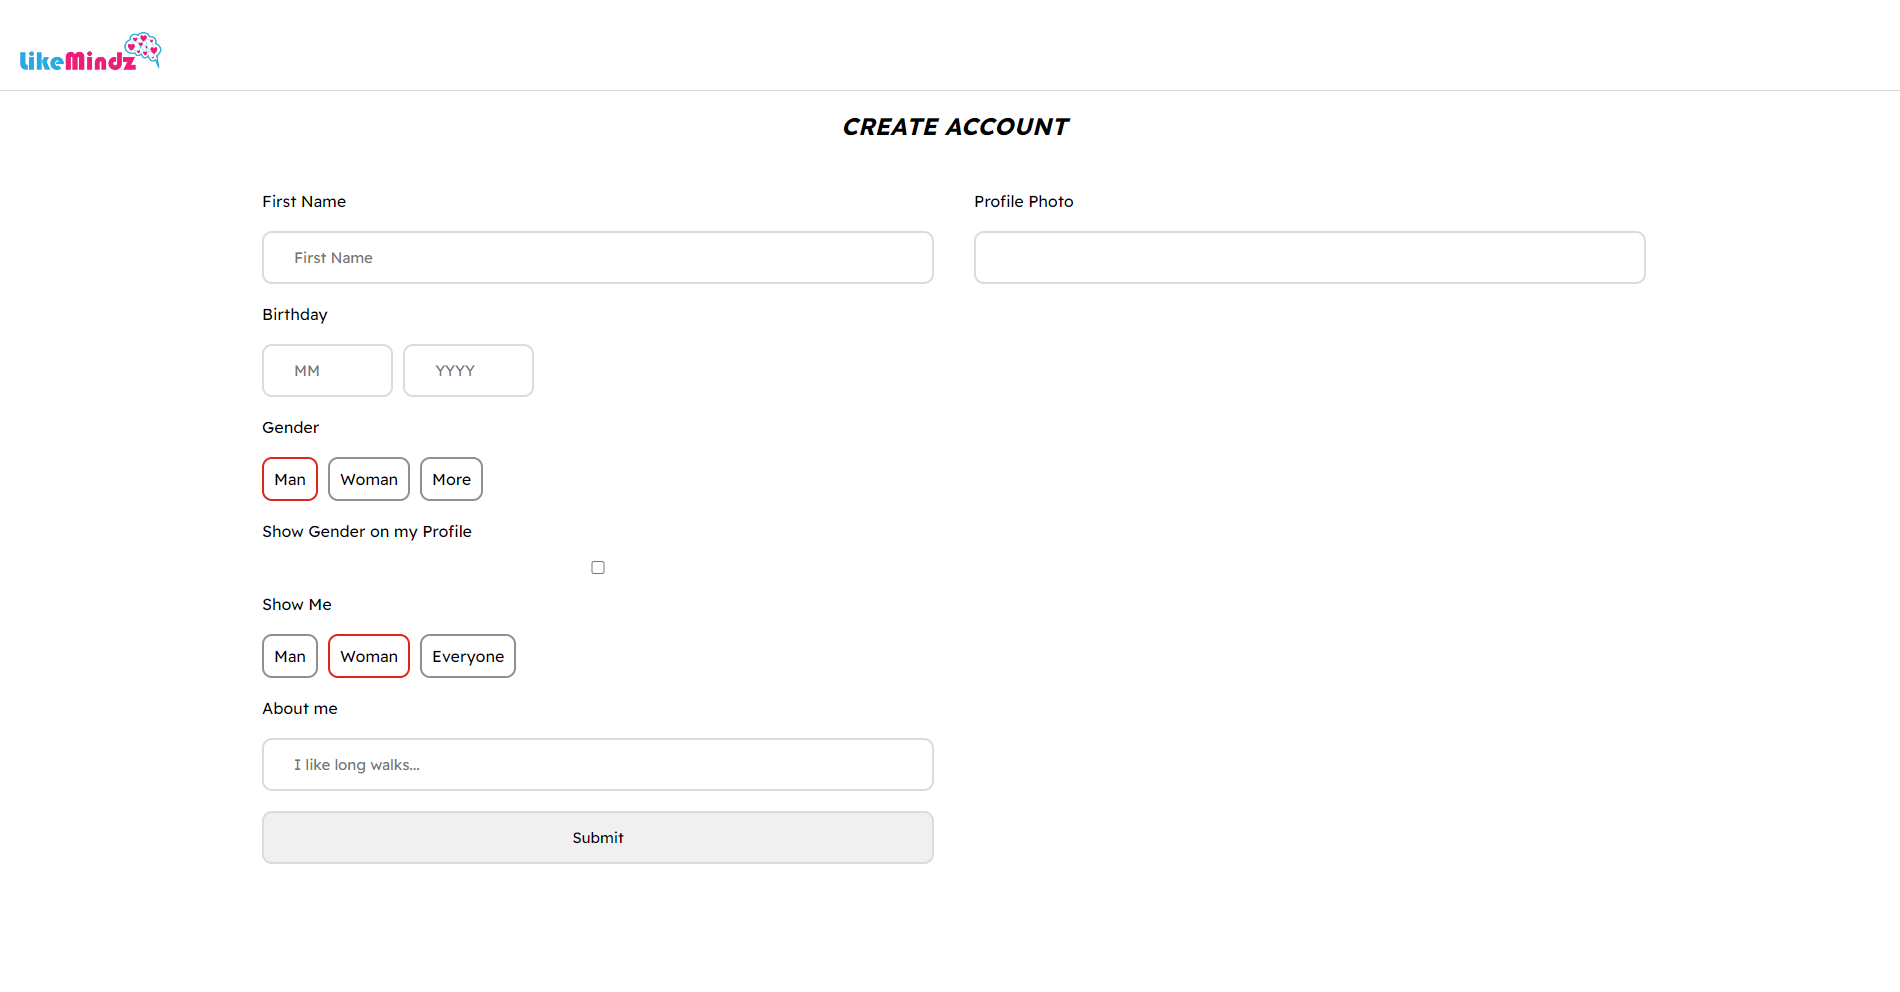 LikeMindz
CREATE ACCOUNT
First Name
First Name
Birthday
MM YYYY
Gender
Man Woman More
Show Gender on my Profile
Show Me
Man Woman Everyone
About me
I like long walks...
Submit
Profile Photo